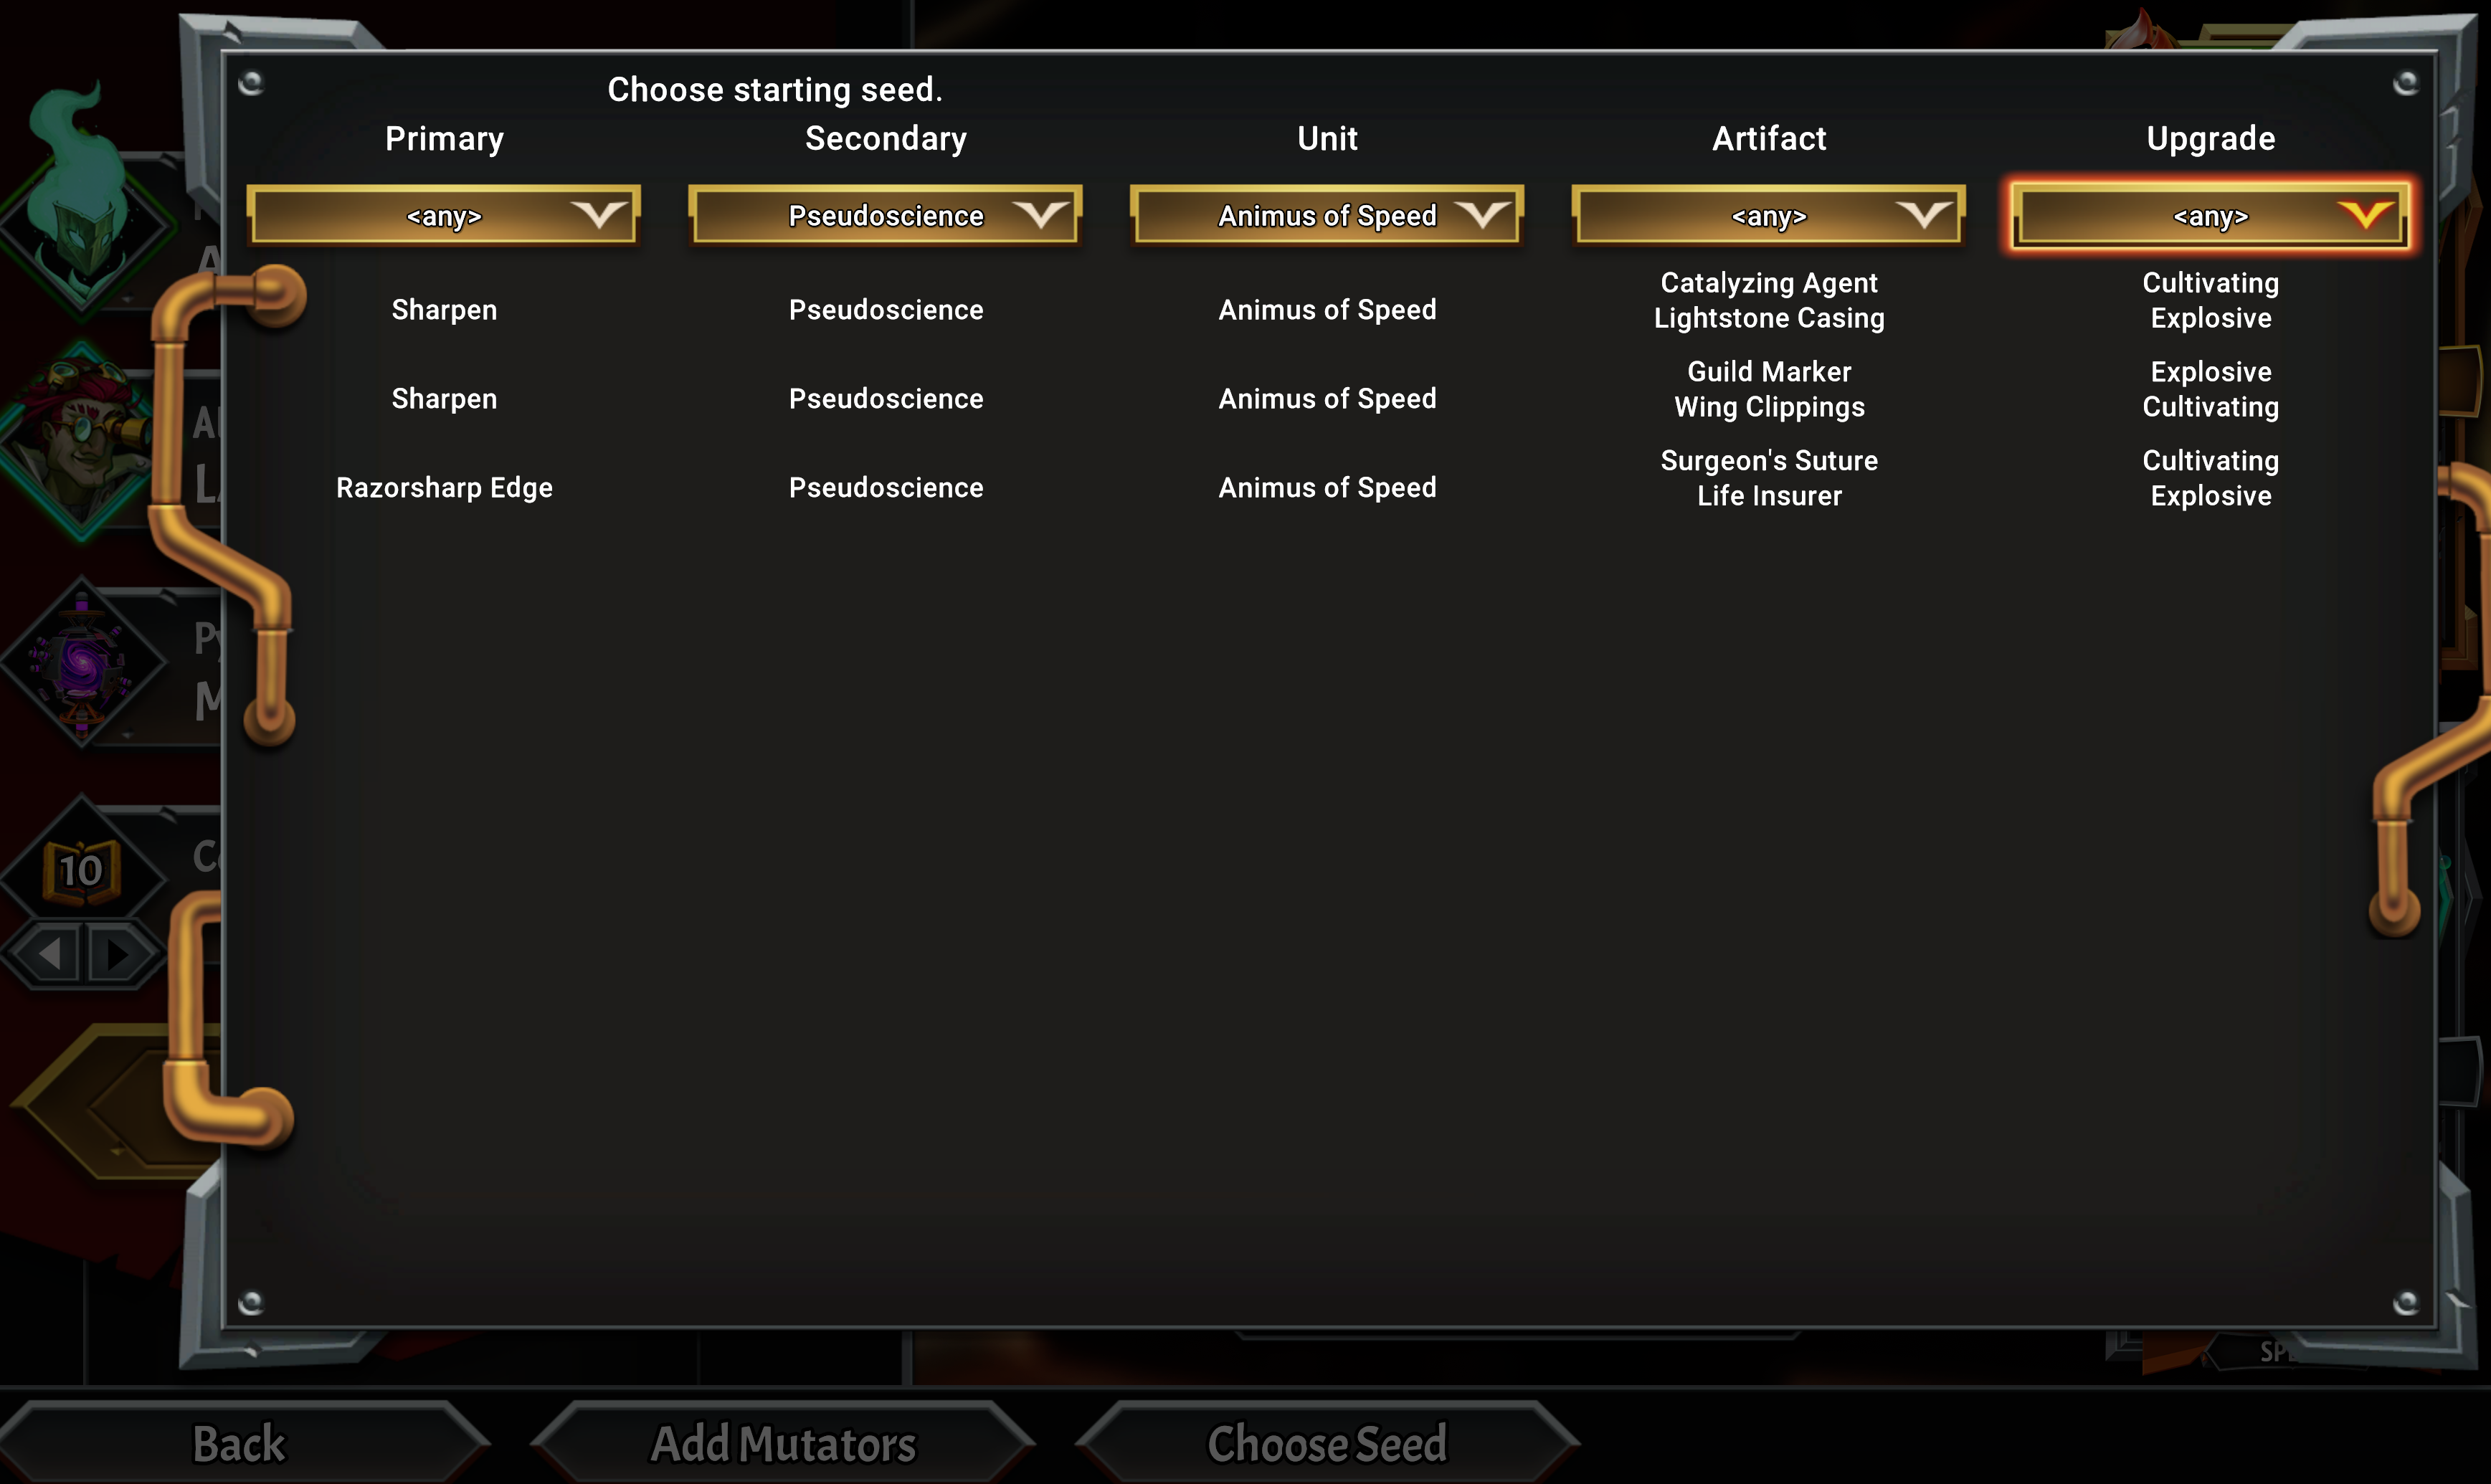 Choose starting seed.
Primary Secondary Unit Artifact Upgrade
<any> Pseudoscience Animus of Speed <any> <any>
Sharpen Pseudoscience Animus of Speed Catalyzing Agent Cultivating
Lightstone Casing Explosive
Sharpen Pseudoscience Animus of Speed Guild Marker Explosive
Wing Clippings Cultivating
Razorsharp Edge Pseudoscience Animus of Speed Surgeon's Suture Cultivating
Life Insurer Explosive
10
Back Add Mutators Choose Seed